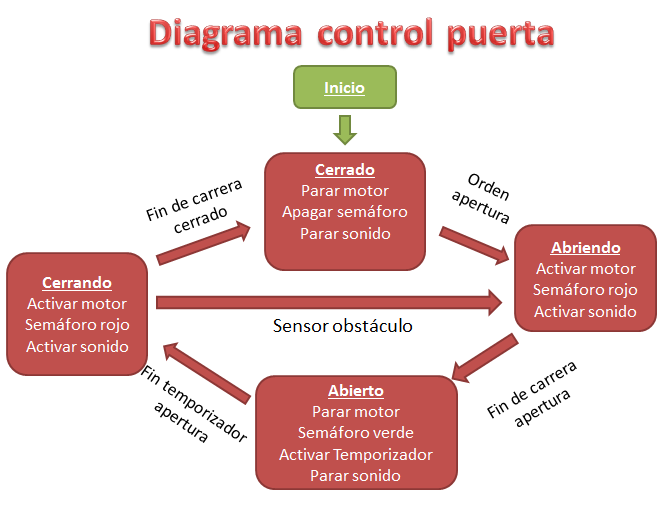 Diagrama control puerta
Inicio
Cerrado
Parar motor
Apagar semáforo
Parar sonido
Fin de carrera
cerrado
Orden
apertura
Abriendo
Activar motor
Semáforo rojo
Activar sonido
Cerrando
Activar motor
Semáforo rojo
Activar sonido
Sensor obstáculo
Fin temporizador
apertura
Abierto
Parar motor
Semáforo verde
Activar Temporizador
Parar sonido
Fin de carrera
apertura